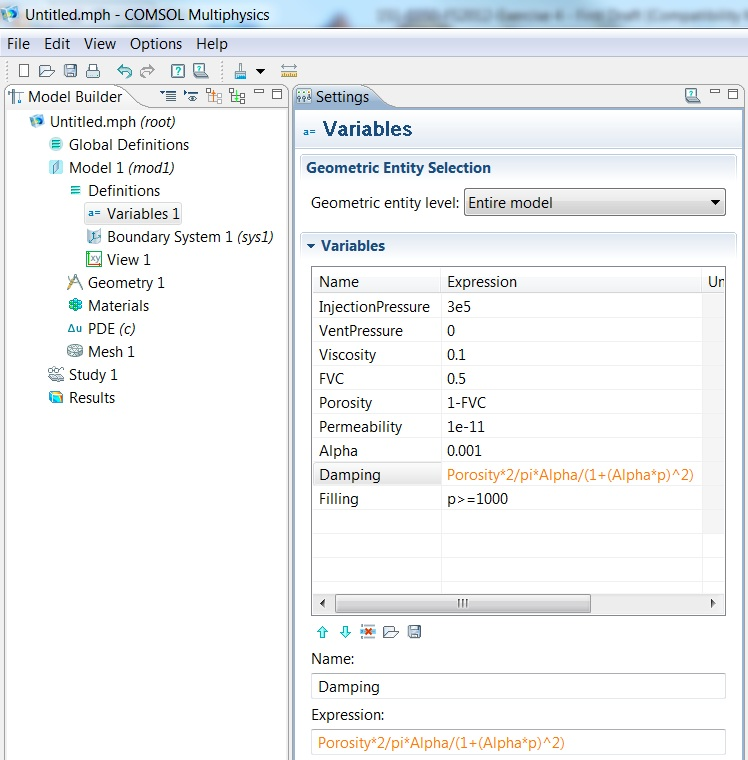 Untitled.mph - COMSOL Multiphysics
File Edit View Options Help
Model Builder
Untitled.mph (root)
Global Definitions
Model 1 (mod1)
Definitions
a= Variables 1
Boundary System 1 (sys1)
View 1
Geometry 1
Materials
Δu PDE (c)
Mesh 1
Study 1
Results
Settings
a= Variables
Geometric Entity Selection
Geometric entity level: Entire model
Variables
Name Expression Un
InjectionPressure 3e5
VentPressure 0
Viscosity 0.1
FVC 0.5
Porosity 1-FVC
Permeability 1e-11
Alpha 0.001
Damping Porosity*2/pi*Alpha/(1+(Alpha*p)^2)
Filling p>=1000
Name:
Damping
Expression:
Porosity*2/pi*Alpha/(1+(Alpha*p)^2)